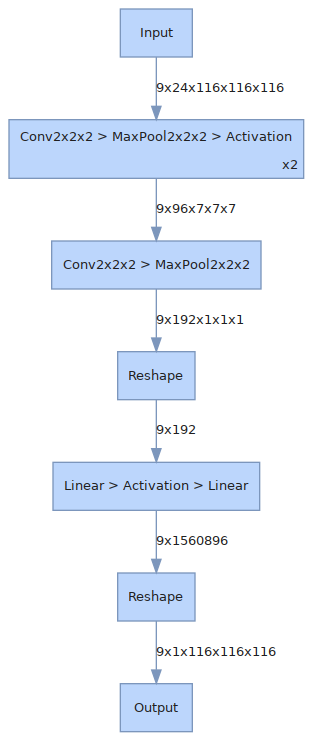 Input
9x24x116x116x116
Conv2x2x2 > MaxPool2x2x2 > Activation
x2
9x96x7x7x7
Conv2x2x2 > MaxPool2x2x2
9x192x1x1x1
Reshape
9x192
Linear > Activation > Linear
9x1560896
Reshape
9x1x116x116x116
Output